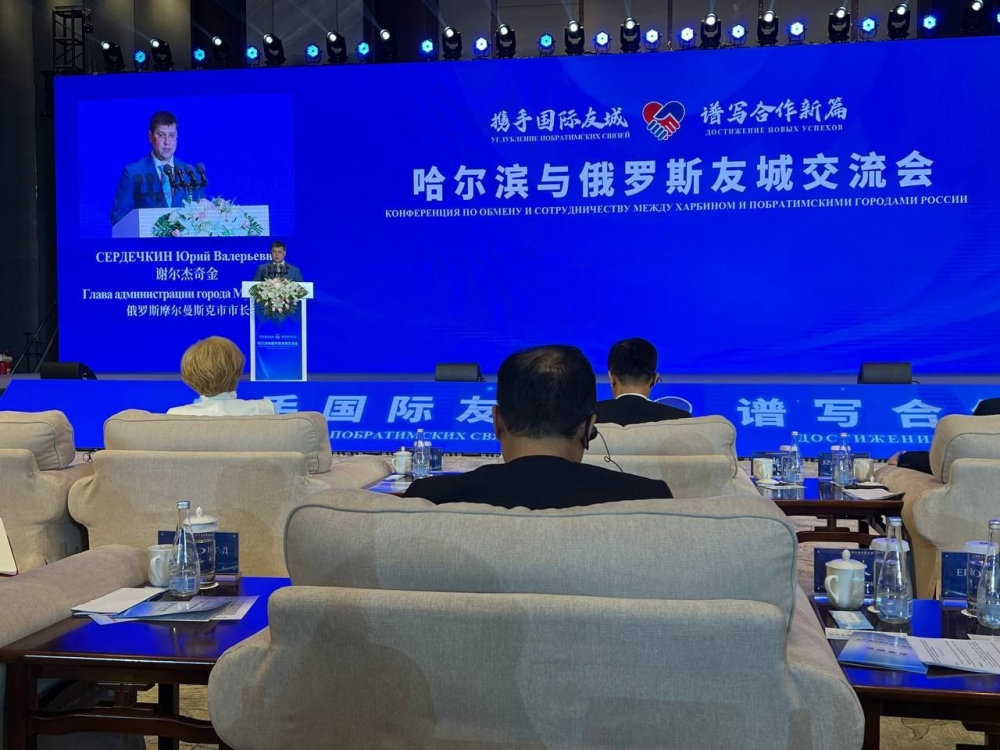 携手国际友城 谱写合作新篇
УГЛУБЛЕНИЕ ПОБРАТИМСКИХ СВЯЗЕЙ ДОСТИЖЕНИЕ НОВЫХ УСПЕХОВ
哈尔滨与俄罗斯友城交流会
КОНФЕРЕНЦИЯ ПО ОБМЕНУ И СОТРУДНИЧЕСТВУ МЕЖДУ ХАРБИНОМ И ПОБРАТИМСКИМИ ГОРОДАМИ РОССИИ
СЕРДЕЧКИН Юрий Валерьеви
谢尔杰奇金
Глава администрации города М
俄罗斯摩尔曼斯克市市长
手国际友 谱写合
ПОБРАТИМСКИХ СВЯ ДОСТИЖЕНИ